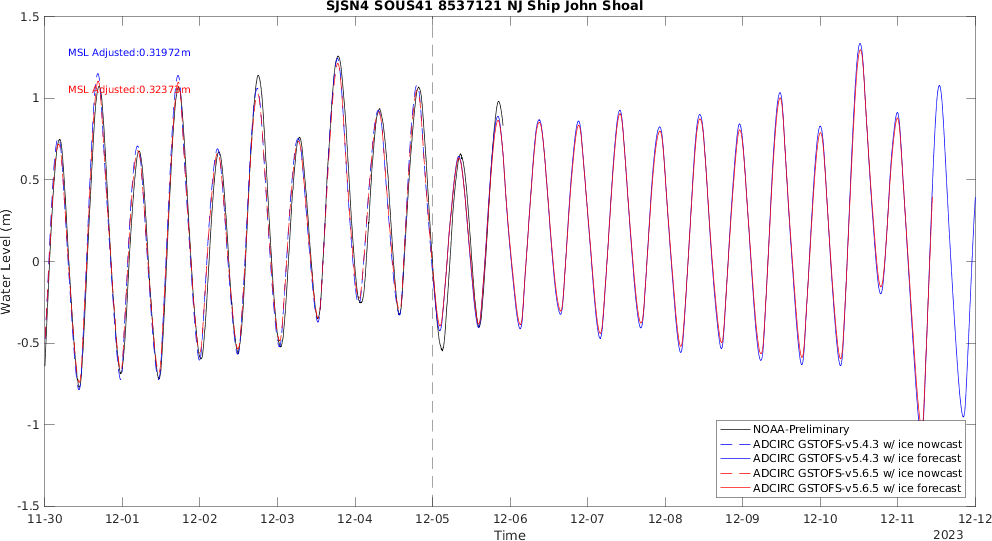 SJSN4 SOUS41 8537121 NJ Ship John Shoal
MSL Adjusted:0.31972m
MSL Adjusted:0.32373m
Water Level (m)
1.5
1
0.5
0
-0.5
-1
-1.5
11-30 12-01 12-02 12-03 12-04 12-05 12-06 12-07 12-08 12-09 12-10 12-11 12-12
Time
2023
NOAA-Preliminary
ADCIRC GSTOFS-v5.4.3 w/ ice nowcast
ADCIRC GSTOFS-v5.4.3 w/ ice forecast
ADCIRC GSTOFS-v5.6.5 w/ ice nowcast
ADCIRC GSTOFS-v5.6.5 w/ ice forecast